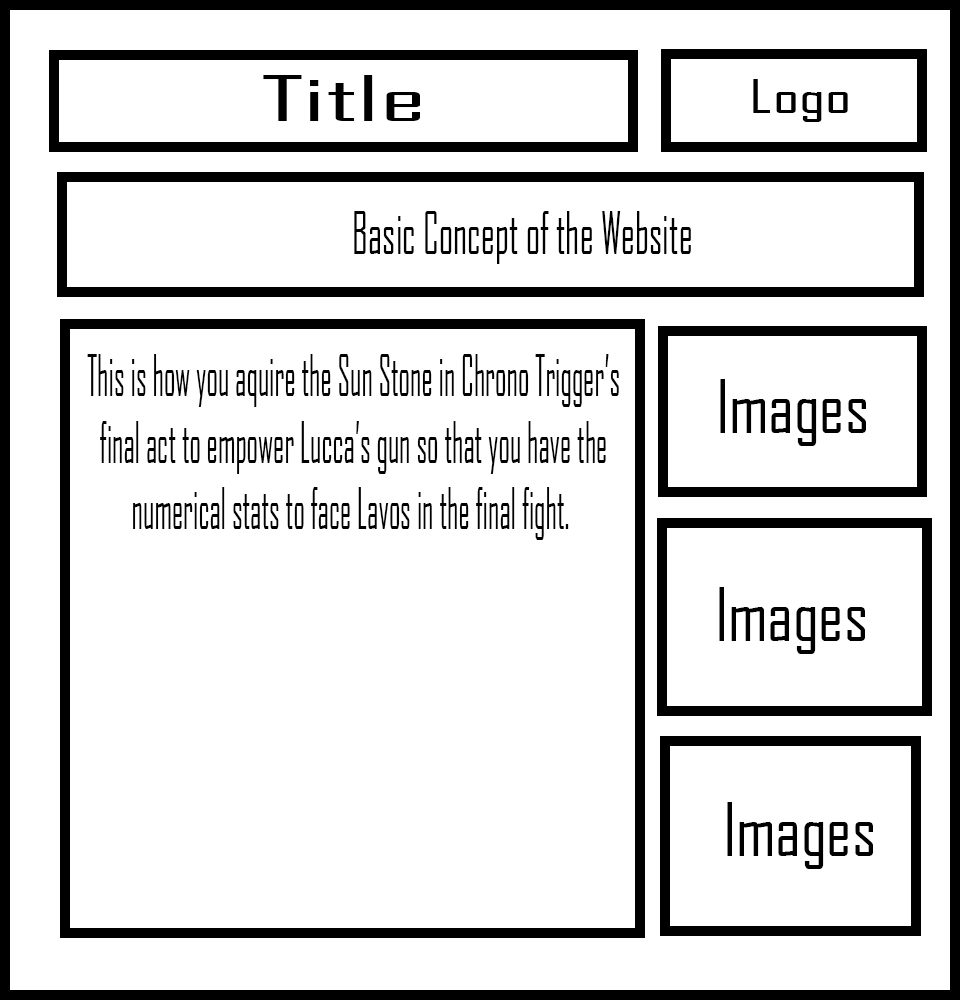 Title
Logo
Basic Concept of the Website
This is how you aquire the Sun Stone in Chrono Trigger's
final act to empower Lucca's gun so that you have the
numerical stats to face Lavos in the final fight.
Images
Images
Images